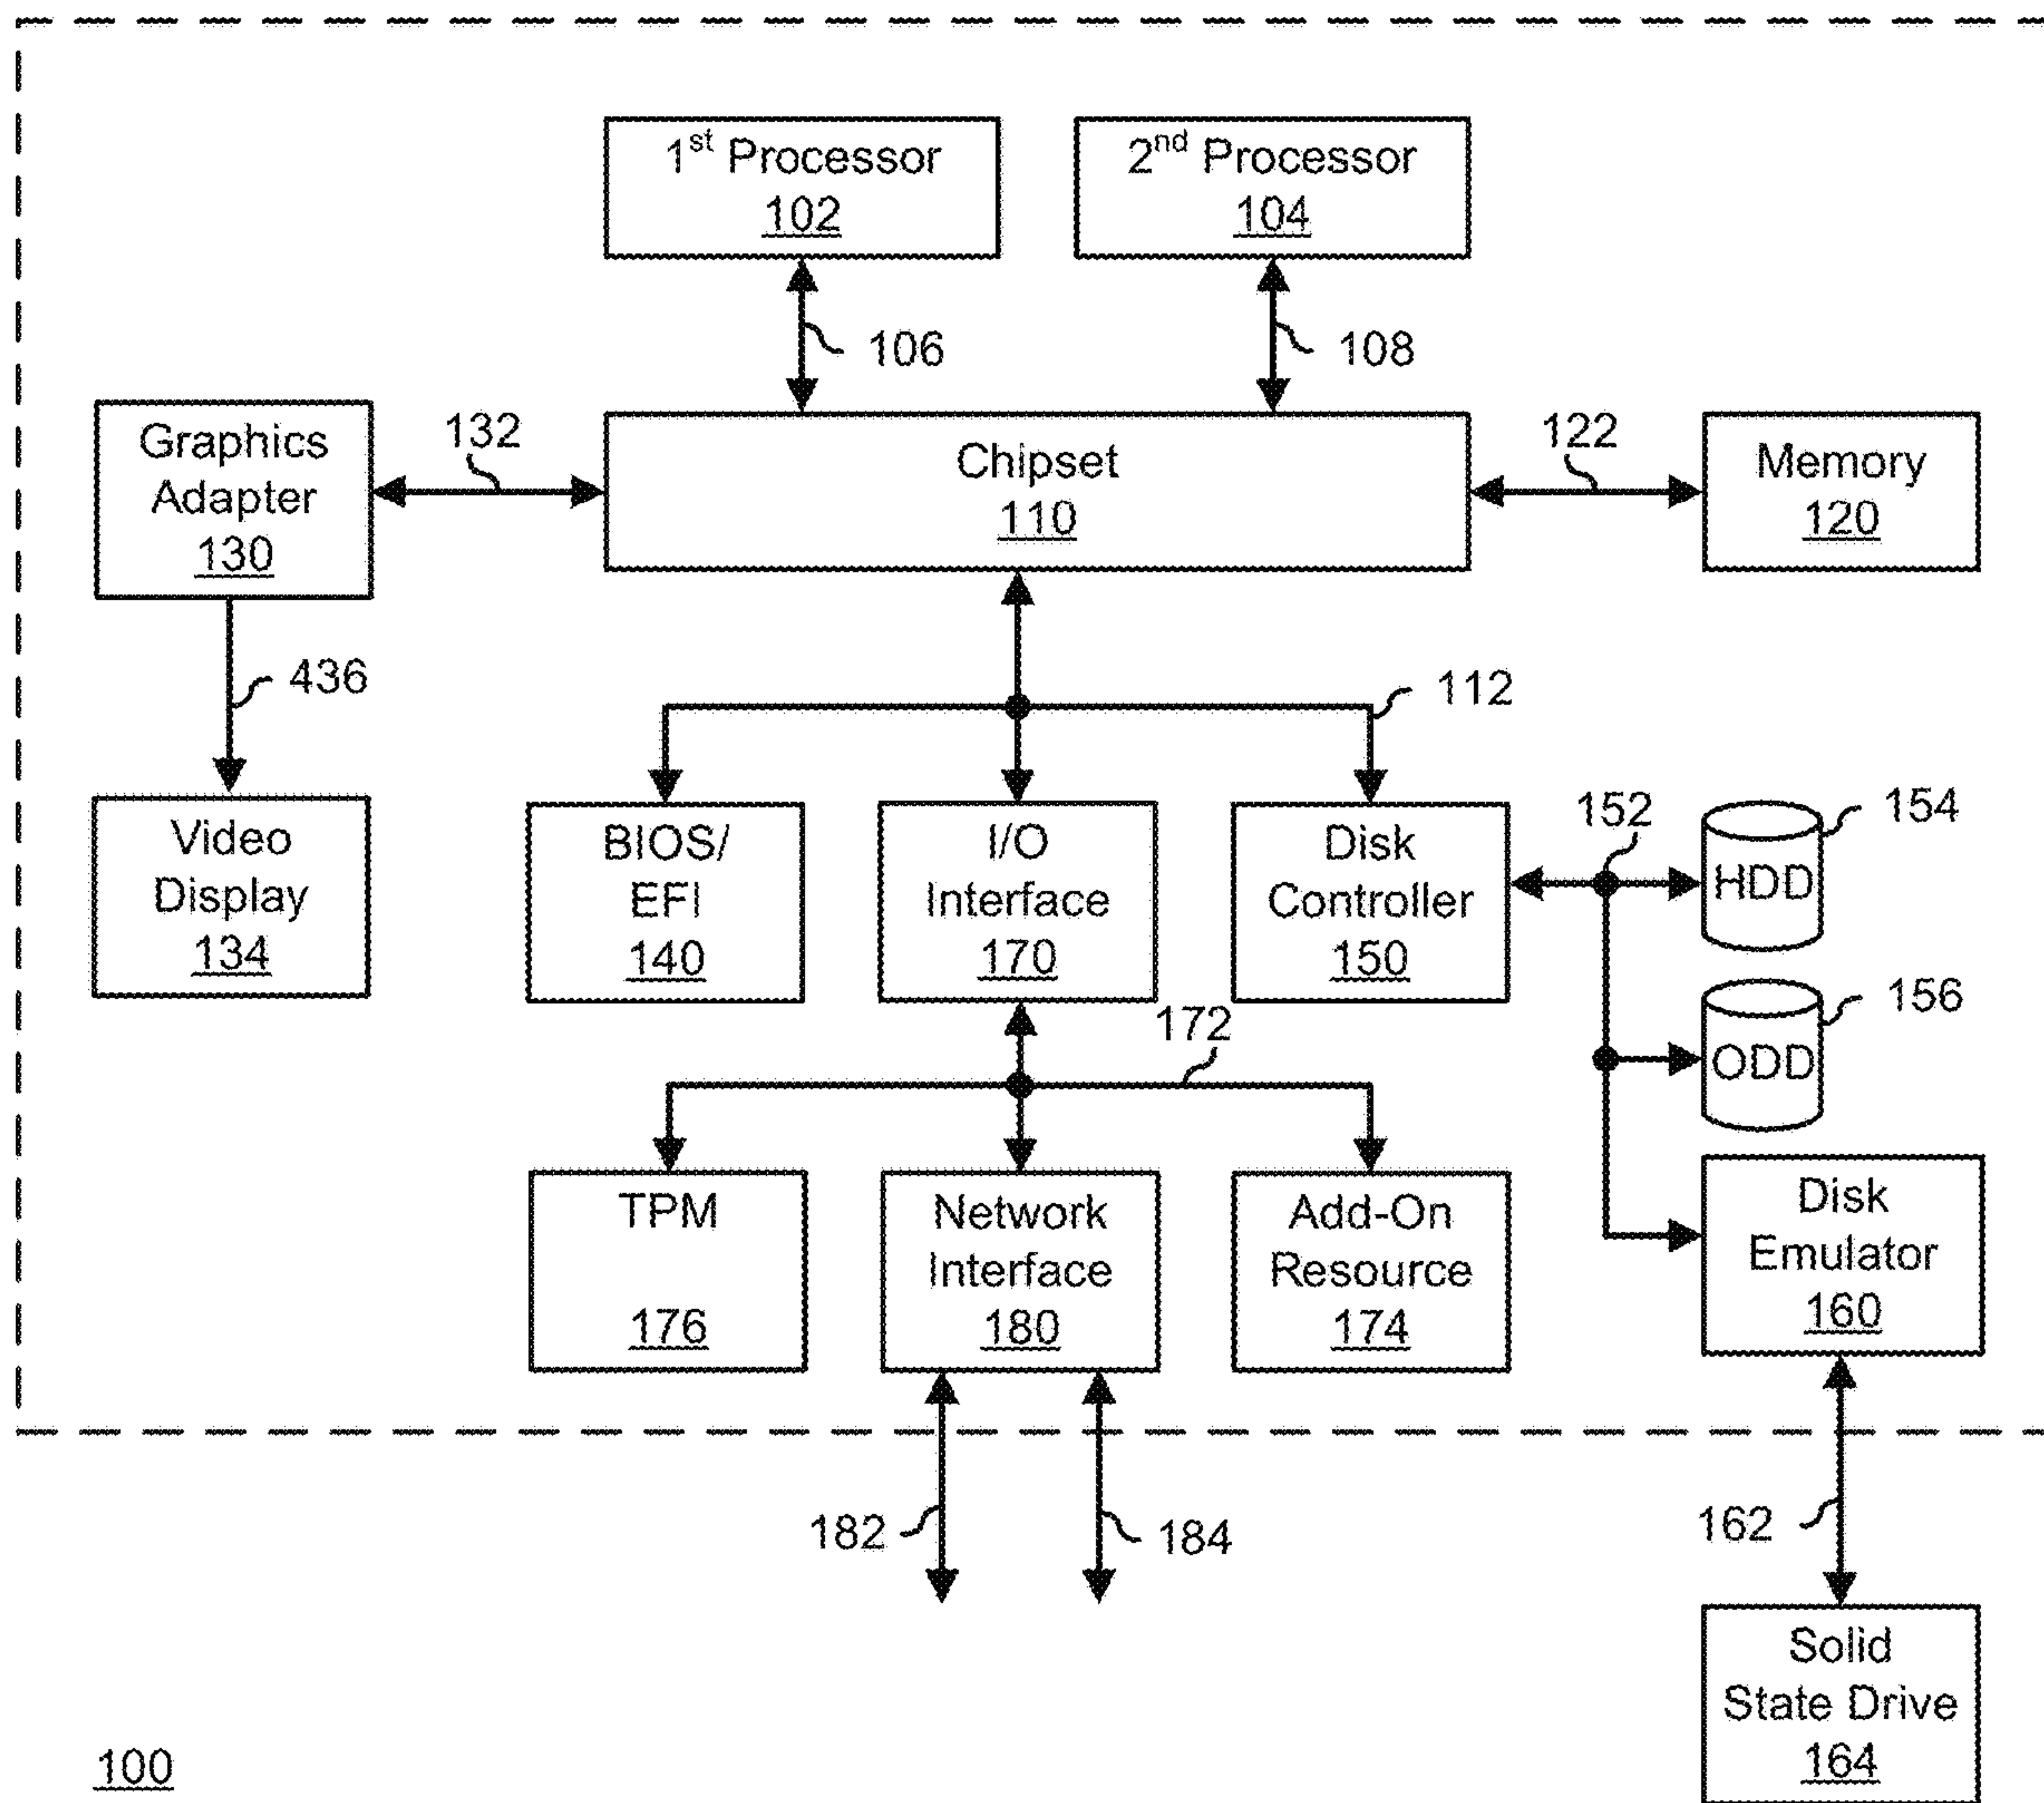 1st Processor
102
2nd Processor
104
106
108
Graphics
Adapter
130
132
Chipset
110
122
Memory
120
436
112
Video
Display
134
BIOS/
EFI
140
I/O
Interface
170
Disk
Controller
150
152
154
HDD
156
ODD
172
TPM
176
Network
Interface
180
Add-On
Resource
174
Disk
Emulator
160
182
184
162
Solid
State Drive
164
100